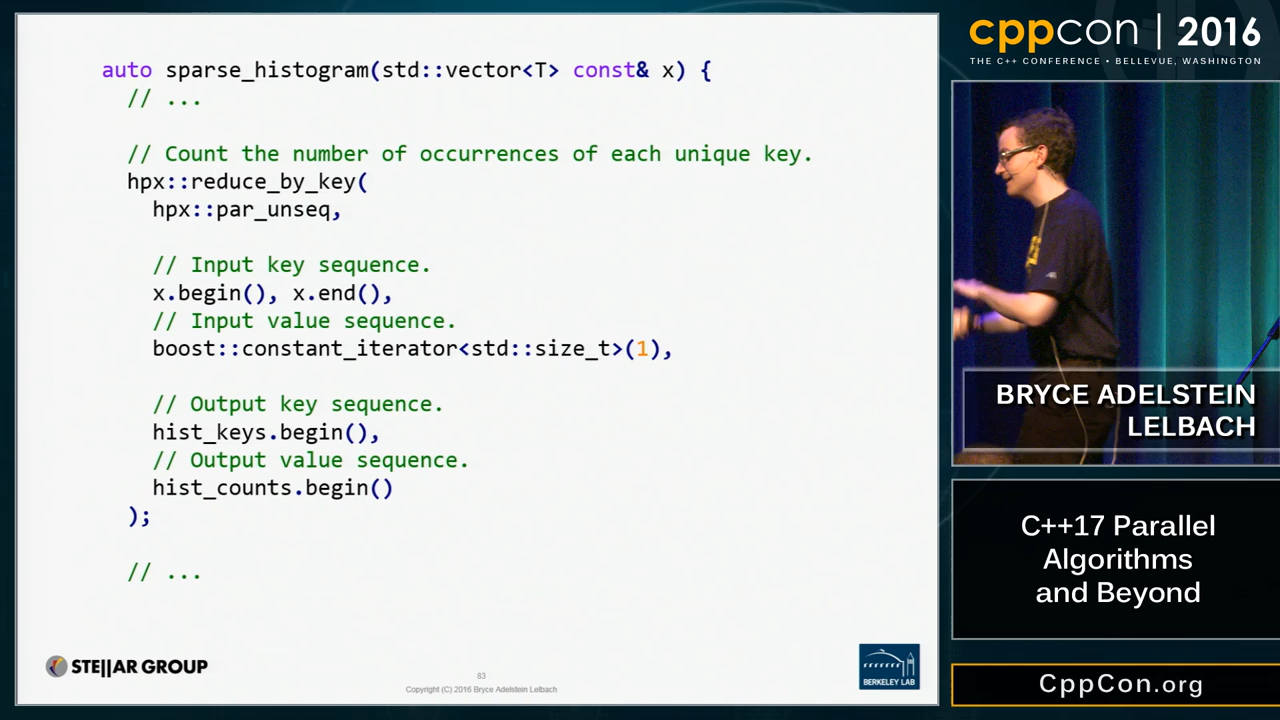 auto sparse_histogram(std::vector<T> const& x) {
// ...
// Count the number of occurrences of each unique key.
hpx::reduce_by_key(
hpx::par_unseq,
// Input key sequence.
x.begin(), x.end(),
// Input value sequence.
boost::constant_iterator<std::size_t>(1),
// Output key sequence.
hist_keys.begin(),
// Output value sequence.
hist_counts.begin()
);
// ...
STE||AR GROUP
83
Copyright (C) 2016 Bryce Adelstein Lelbach
BERKELEY LAB
cppcon | 2016
THE C++ CONFERENCE • BELLEVUE, WASHINGTON
BRYCE ADELSTEIN
LELBACH
C++17 Parallel
Algorithms
and Beyond
CppCon.org